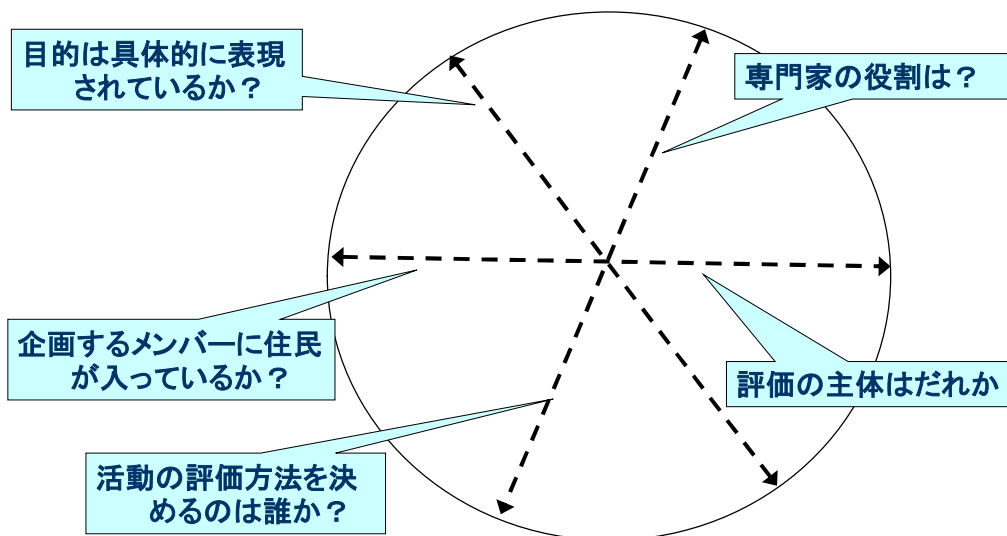 目的は具体的に表現
されているか？
専門家の役割は？
企画するメンバーに住民
が入っているか？
評価の主体はだれか
活動の評価方法を決
めるのは誰か？